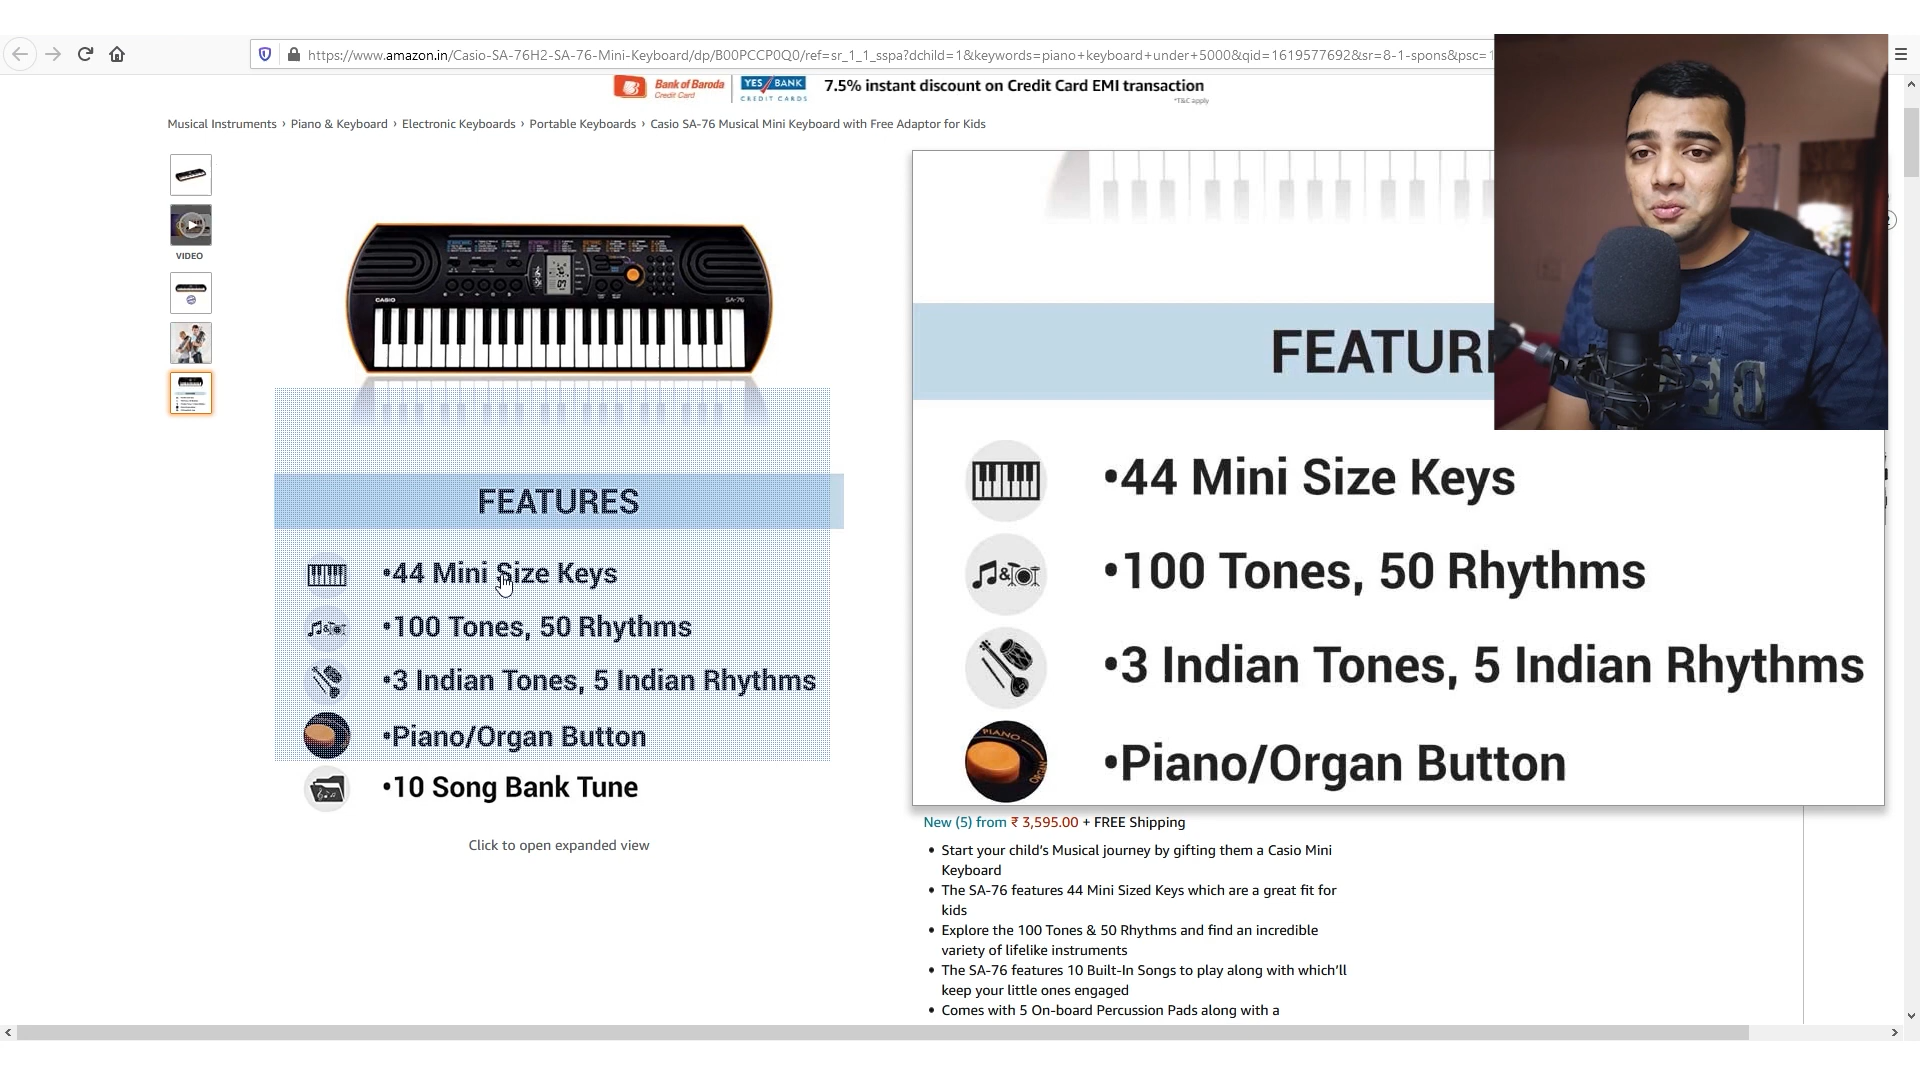 https://www.amazon.in/Casio-SA-76H2-SA-76-Mini-Keyboard/dp/B00PCCP0Q0/ref=sr_1_1_sspa?dchild=1&keywords=piano+keyboard+under+5000&qid=1619577692&sr=8-1-spons&psc=1
Bank of Baroda
Credit Card
YES BANK
CREDIT CARDS
7.5% instant discount on Credit Card EMI transaction
*T&C apply
Musical Instruments › Piano & Keyboard › Electronic Keyboards › Portable Keyboards › Casio SA-76 Musical Mini Keyboard with Free Adaptor for Kids
VIDEO
CASIO
SA-76
FEATURES
•44 Mini Size Keys
•100 Tones, 50 Rhythms
•3 Indian Tones, 5 Indian Rhythms
•Piano/Organ Button
•10 Song Bank Tune
Click to open expanded view
FEATUR
•44 Mini Size Keys
•100 Tones, 50 Rhythms
•3 Indian Tones, 5 Indian Rhythms
PIANO
ORGAN
•Piano/Organ Button
New (5) from ₹ 3,595.00 + FREE Shipping
• Start your child's Musical journey by gifting them a Casio Mini
Keyboard
• The SA-76 features 44 Mini Sized Keys which are a great fit for
kids
• Explore the 100 Tones & 50 Rhythms and find an incredible
variety of lifelike instruments
• The SA-76 features 10 Built-In Songs to play along with which'll
keep your little ones engaged
• Comes with 5 On-board Percussion Pads along with a